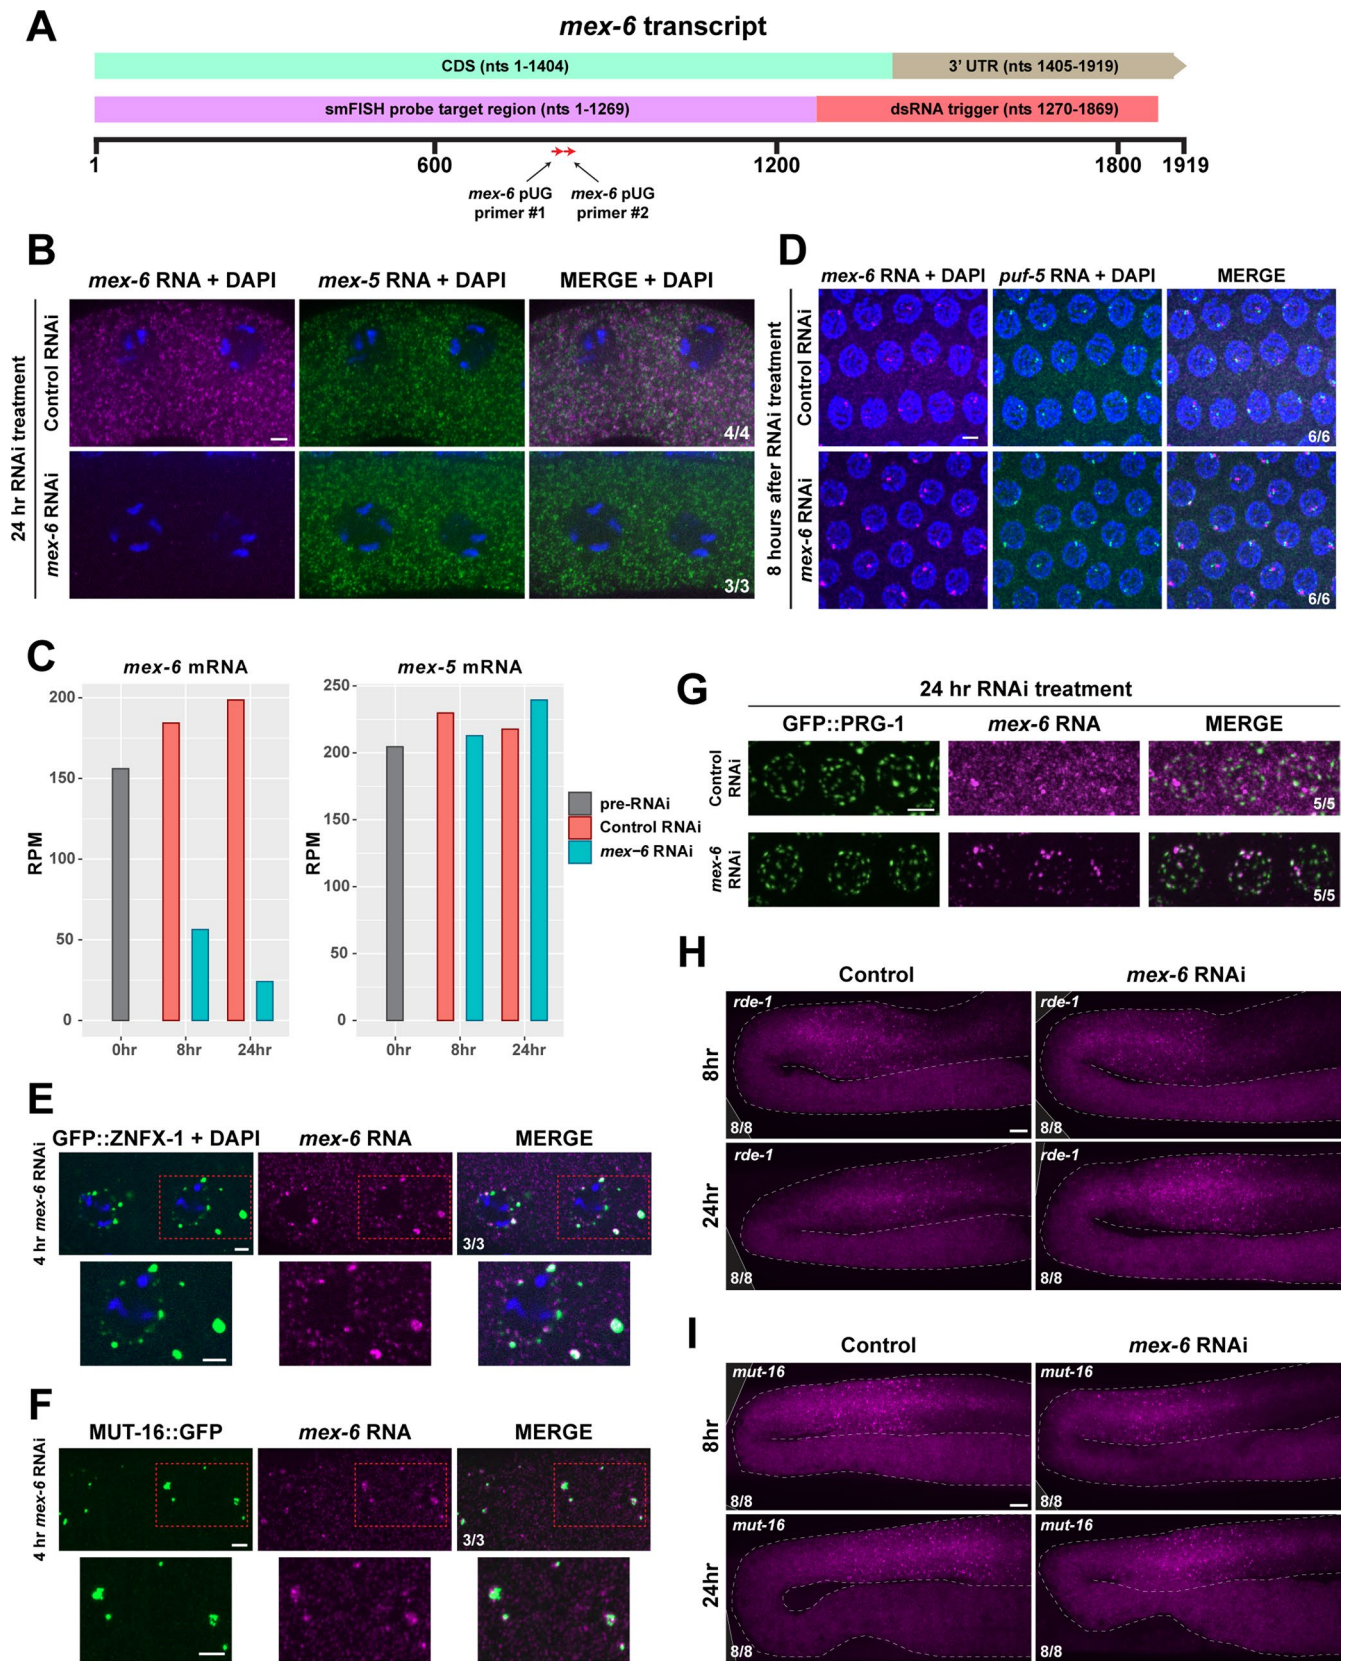 A
mex-6 transcript
CDS (nts 1-1404)
3' UTR (nts 1405-1919)
smFISH probe target region (nts 1-1269)
dsRNA trigger (nts 1270-1869)
1
600
1200
1800
1919
mex-6 pUG primer #1
mex-6 pUG primer #2
B
mex-6 RNA + DAPI
mex-5 RNA + DAPI
MERGE + DAPI
24 hr RNAi treatment
Control RNAi
4/4
mex-6 RNAi
3/3
D
mex-6 RNA + DAPI
puf-5 RNA + DAPI
MERGE
8 hours after RNAi treatment
Control RNAi
6/6
mex-6 RNAi
6/6
C
mex-6 mRNA
RPM
200
150
100
50
0
0hr
8hr
24hr
mex-5 mRNA
RPM
250
200
150
100
50
0
0hr
8hr
24hr
pre-RNAi
Control RNAi
mex-6 RNAi
G
24 hr RNAi treatment
GFP::PRG-1
mex-6 RNA
MERGE
Control RNAi
5/5
mex-6 RNAi
5/5
E
GFP::ZNFX-1 + DAPI
mex-6 RNA
MERGE
4 hr mex-6 RNAi
3/3
F
MUT-16::GFP
mex-6 RNA
MERGE
4 hr mex-6 RNAi
3/3
H
Control
mex-6 RNAi
8hr
rde-1
8/8
rde-1
8/8
24hr
rde-1
8/8
rde-1
8/8
I
Control
mex-6 RNAi
8hr
mut-16
8/8
mut-16
8/8
24hr
mut-16
8/8
mut-16
8/8